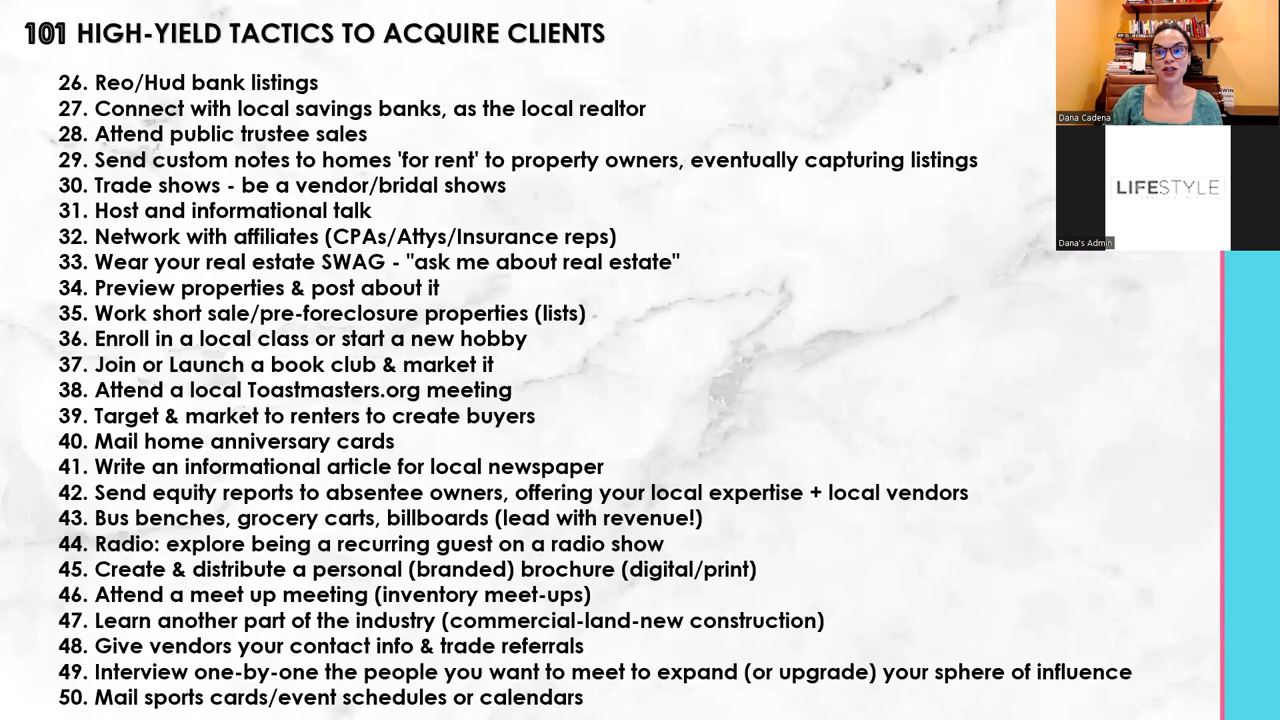 101 HIGH-YIELD TACTICS TO ACQUIRE CLIENTS
26. Reo/Hud bank listings
27. Connect with local savings banks, as the local realtor
28. Attend public trustee sales
29. Send custom notes to homes 'for rent' to property owners, eventually capturing listings
30. Trade shows - be a vendor/bridal shows
31. Host and informational talk
32. Network with affiliates (CPAs/Attys/Insurance reps)
33. Wear your real estate SWAG - "ask me about real estate"
34. Preview properties & post about it
35. Work short sale/pre-foreclosure properties (lists)
36. Enroll in a local class or start a new hobby
37. Join or Launch a book club & market it
38. Attend a local Toastmasters.org meeting
39. Target & market to renters to create buyers
40. Mail home anniversary cards
41. Write an informational article for local newspaper
42. Send equity reports to absentee owners, offering your local expertise + local vendors
43. Bus benches, grocery carts, billboards (lead with revenue!)
44. Radio: explore being a recurring guest on a radio show
45. Create & distribute a personal (branded) brochure (digital/print)
46. Attend a meet up meeting (inventory meet-ups)
47. Learn another part of the industry (commercial-land-new construction)
48. Give vendors your contact info & trade referrals
49. Interview one-by-one the people you want to meet to expand (or upgrade) your sphere of influence
50. Mail sports cards/event schedules or calendars
Dana Cadena
LIFESTYLE
Dana's Admin